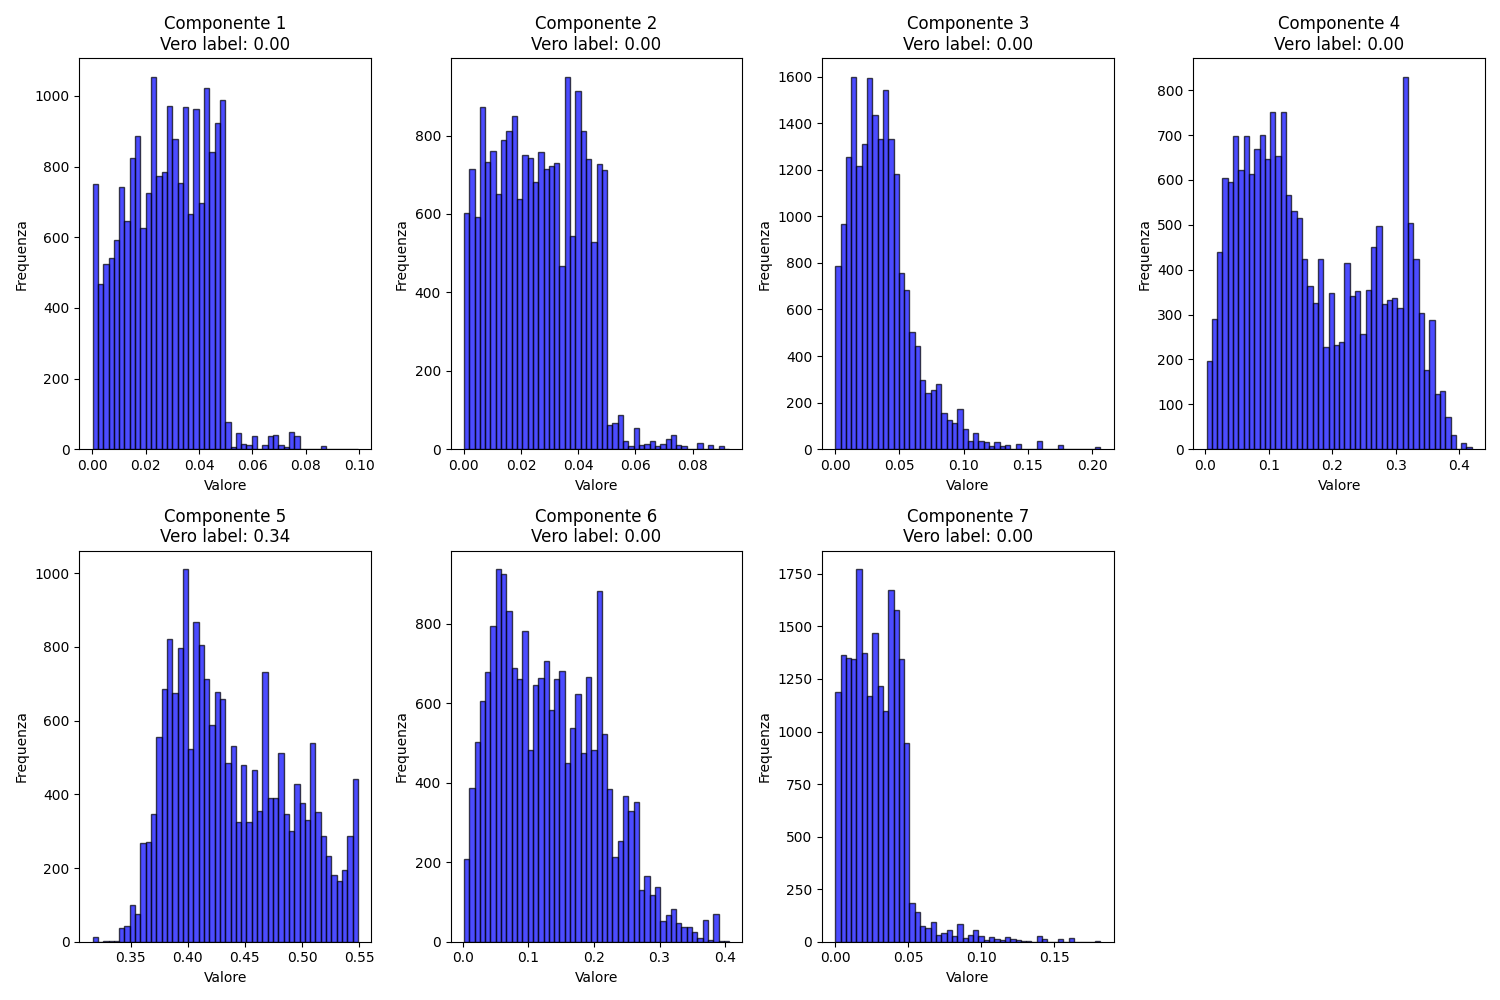 Componente 1
Vero label: 0.00
Frequenza
1000
800
600
400
200
0
0.00 0.02 0.04 0.06 0.08 0.10
Valore
Componente 2
Vero label: 0.00
Frequenza
800
600
400
200
0
0.00 0.02 0.04 0.06 0.08
Valore
Componente 3
Vero label: 0.00
Frequenza
1600
1400
1200
1000
800
600
400
200
0
0.00 0.05 0.10 0.15 0.20
Valore
Componente 4
Vero label: 0.00
Frequenza
800
700
600
500
400
300
200
100
0
0.0 0.1 0.2 0.3 0.4
Valore
Componente 5
Vero label: 0.34
Frequenza
1000
800
600
400
200
0
0.35 0.40 0.45 0.50 0.55
Valore
Componente 6
Vero label: 0.00
Frequenza
800
600
400
200
0
0.0 0.1 0.2 0.3 0.4
Valore
Componente 7
Vero label: 0.00
Frequenza
1750
1500
1250
1000
750
500
250
0
0.00 0.05 0.10 0.15
Valore